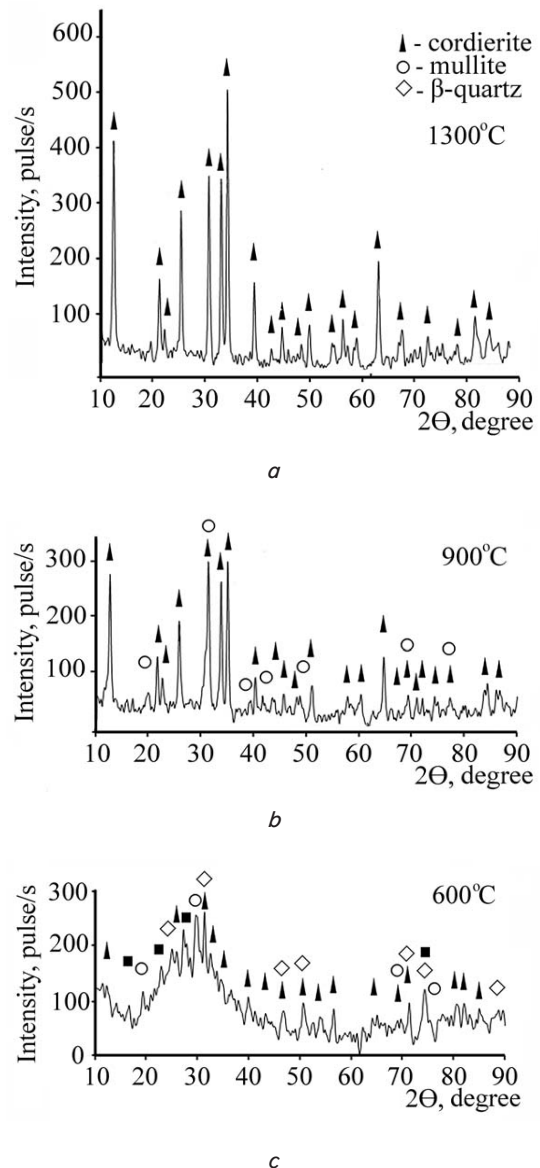 Intensity, pulse/s
600
500
400
300
200
100
- cordierite
- mullite
- β-quartz
1300°C
10 20 30 40 50 60 70 80 90
2Θ, degree
a
Intensity, pulse/s
300
200
100
900°C
10 20 30 40 50 60 70 80 90
2Θ, degree
b
Intensity, pulse/s
300
200
100
0
600°C
10 20 30 40 50 60 70 80 90
2Θ, degree
c